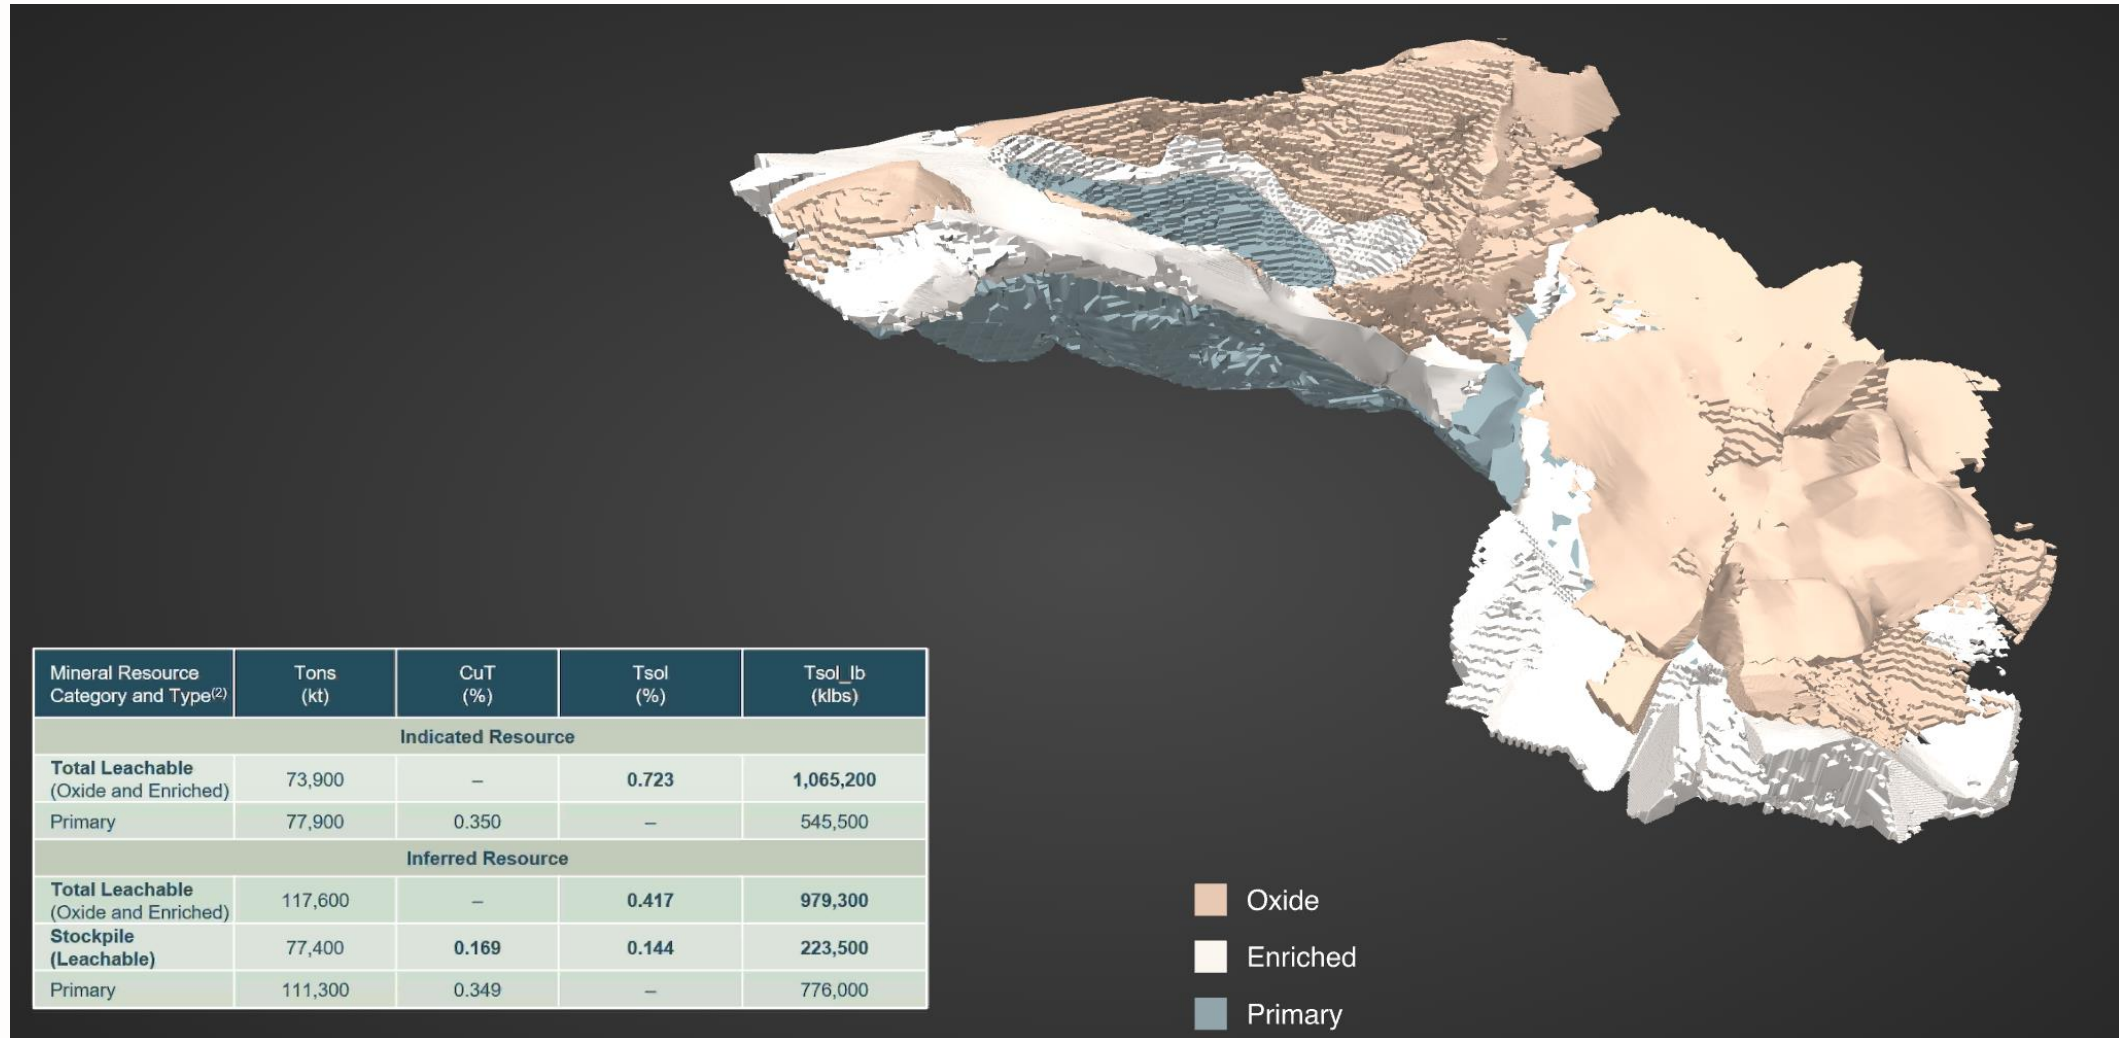 Mineral Resource Category and Type(2) Tons (kt) CuT (%) Tsol (%) Tsol_lb (klbs)
Indicated Resource
Total Leachable (Oxide and Enriched) 73,900 – 0.723 1,065,200
Primary 77,900 0.350 – 545,500
Inferred Resource
Total Leachable (Oxide and Enriched) 117,600 – 0.417 979,300
Stockpile (Leachable) 77,400 0.169 0.144 223,500
Primary 111,300 0.349 – 776,000
Oxide
Enriched
Primary